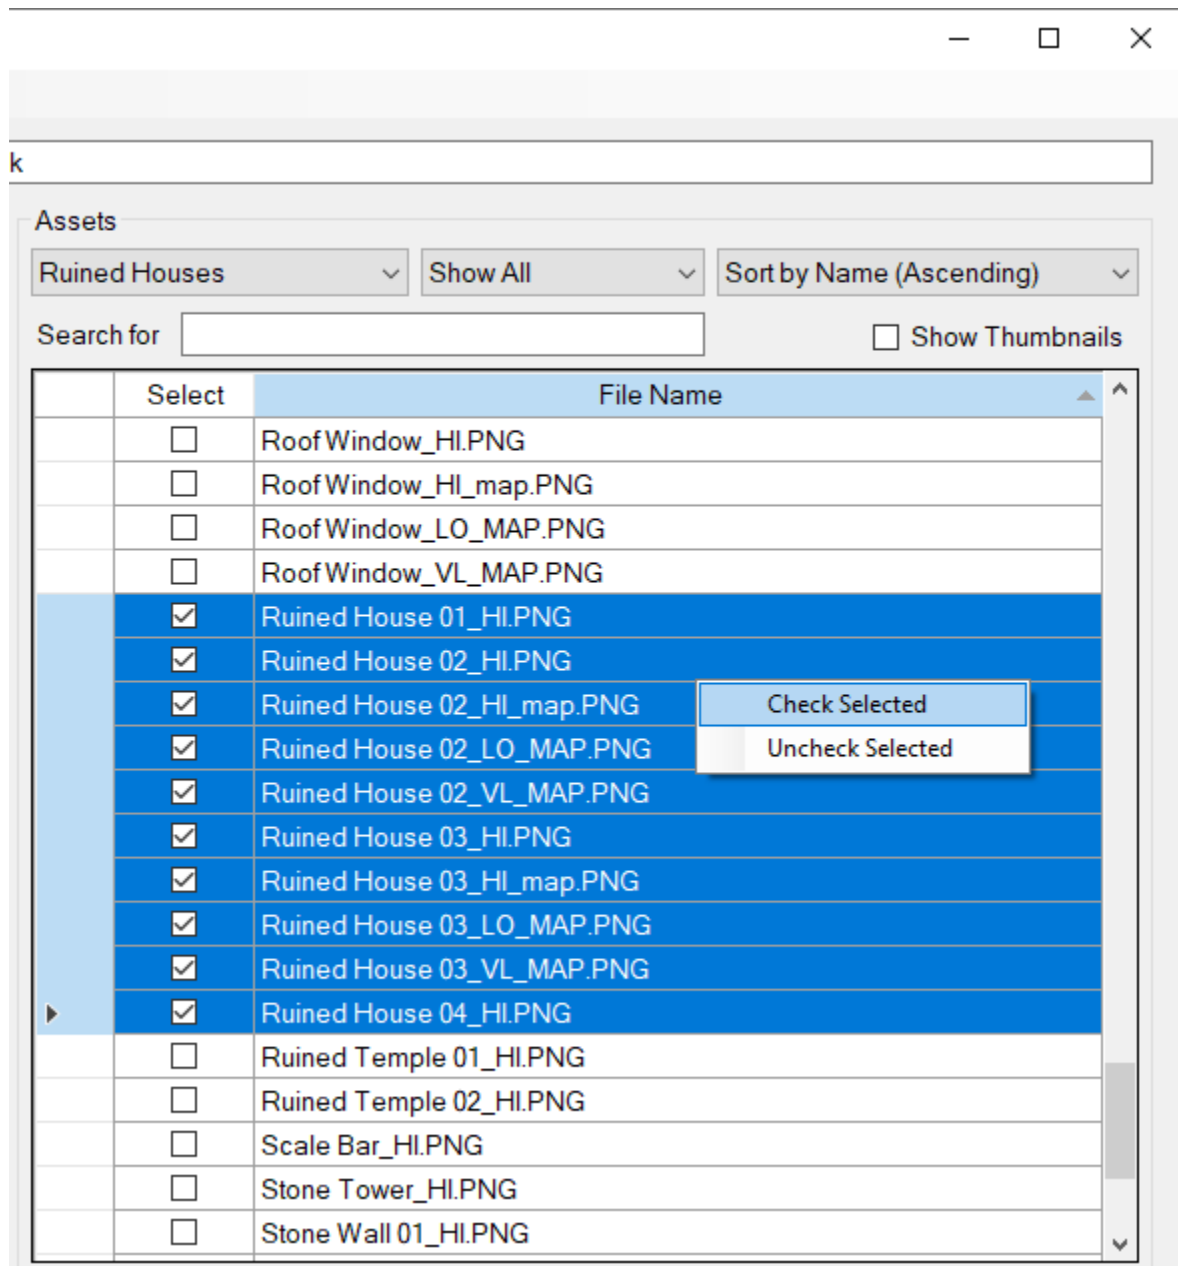 k
Assets
Ruined Houses Show All Sort by Name (Ascending)
Search for Show Thumbnails
Select File Name
Roof Window_HI.PNG
Roof Window_HI_map.PNG
Roof Window_LO_MAP.PNG
Roof Window_VL_MAP.PNG
Ruined House 01_HI.PNG
Ruined House 02_HI.PNG
Ruined House 02_HI_map.PNG Check Selected
Ruined House 02_LO_MAP.PNG Uncheck Selected
Ruined House 02_VL_MAP.PNG
Ruined House 03_HI.PNG
Ruined House 03_HI_map.PNG
Ruined House 03_LO_MAP.PNG
Ruined House 03_VL_MAP.PNG
Ruined House 04_HI.PNG
Ruined Temple 01_HI.PNG
Ruined Temple 02_HI.PNG
Scale Bar_HI.PNG
Stone Tower_HI.PNG
Stone Wall 01_HI.PNG